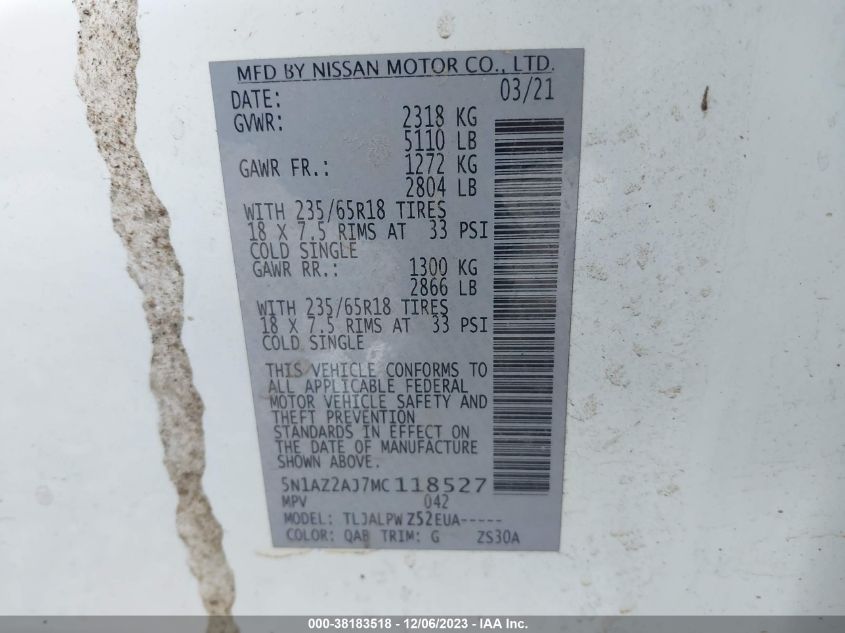 MFD BY NISSAN MOTOR CO., LTD.
DATE: 03/21
GVWR: 2318 KG
5110 LB
GAWR FR.: 1272 KG
2804 LB
WITH 235/65R18 TIRES
18 X 7.5 RIMS AT 33 PSI
COLD SINGLE
GAWR RR.: 1300 KG
2866 LB
WITH 235/65R18 TIRES
18 X 7.5 RIMS AT 33 PSI
COLD SINGLE
THIS VEHICLE CONFORMS TO
ALL APPLICABLE FEDERAL
MOTOR VEHICLE SAFETY AND
THEFT PREVENTION
STANDARDS IN EFFECT ON
THE DATE OF MANUFACTURE
SHOWN ABOVE.
5N1AZ2AJ7MC118527
MPV 042
MODEL: TLJALPW Z52EUA-----
COLOR: QAB TRIM: G ZS30A
000-38183518 - 12/06/2023 - IAA Inc.